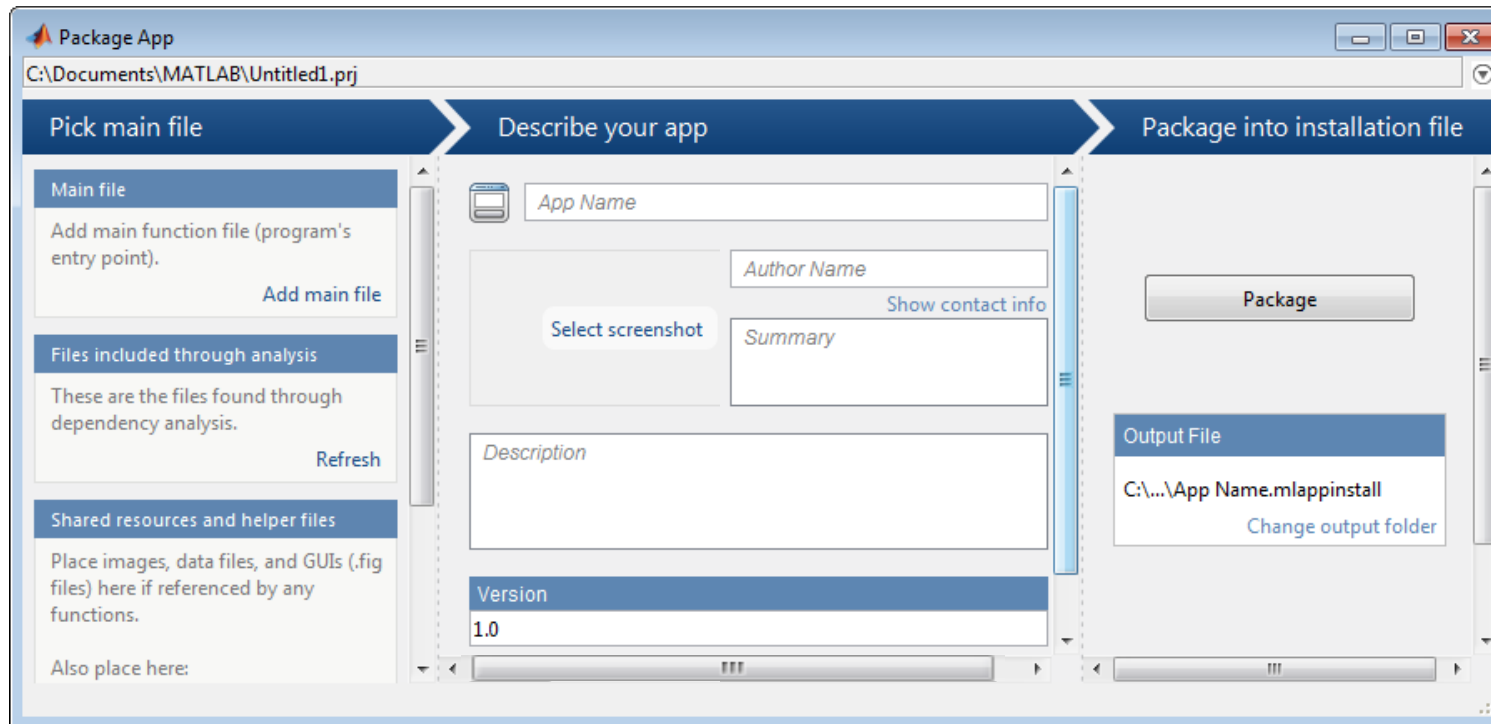 Package App
C:\Documents\MATLAB\Untitled1.prj
Pick main file
Describe your app
Package into installation file
Main file
Add main function file (program's
entry point).
Add main file
Files included through analysis
These are the files found through
dependency analysis.
Refresh
Shared resources and helper files
Place images, data files, and GUIs (.fig
files) here if referenced by any
functions.
Also place here:
App Name
Author Name
Show contact info
Select screenshot
Summary
Description
Version
1.0
Package
Output File
C:\...\App Name.mlappinstall
Change output folder